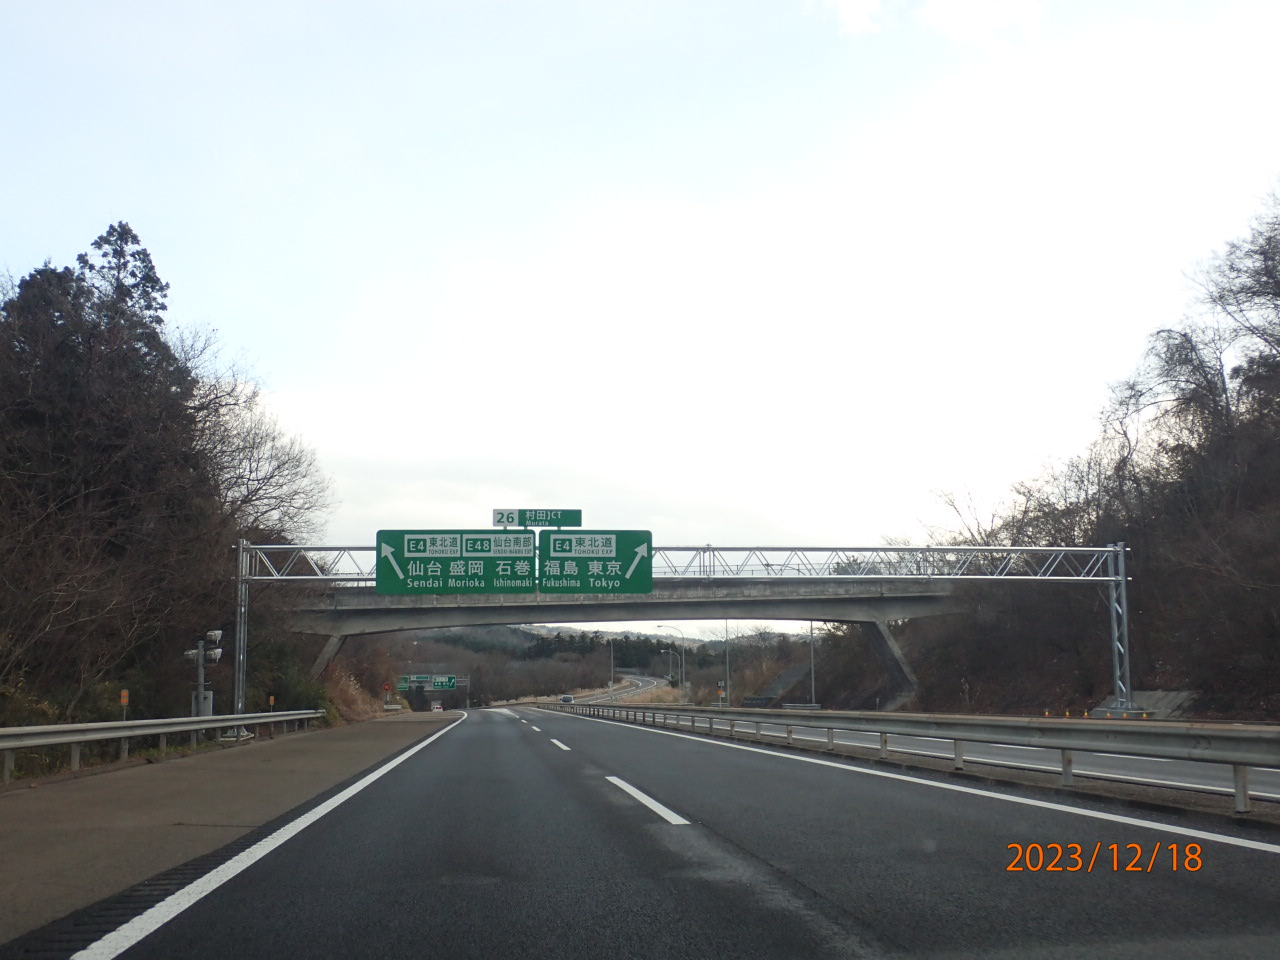 26 村田JCT
Murata
E4 東北道 E48 仙台南部
TOHOKU EXP SENDAI-NANBU EXP
仙台 盛岡 石巻
Sendai Morioka Ishinomaki
E4 東北道
TOHOKU EXP
福島 東京
Fukushima Tokyo
2023/12/18